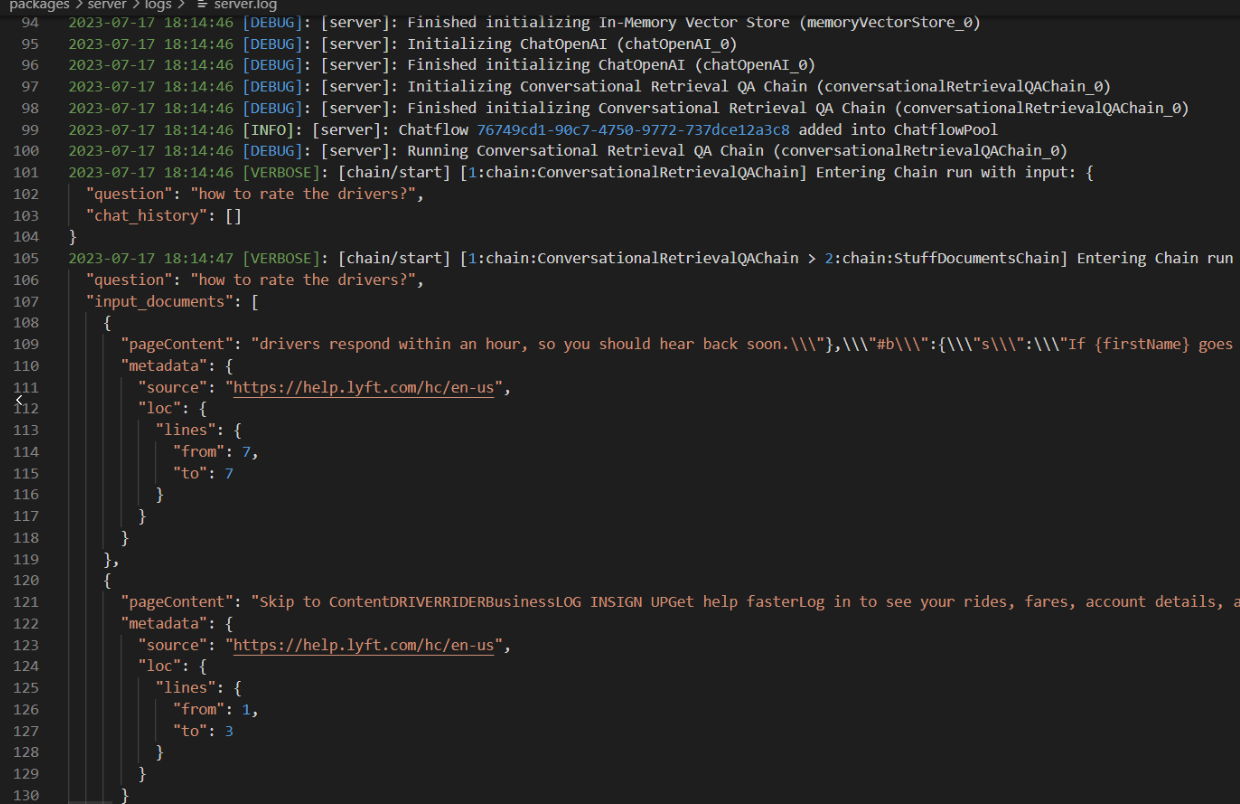 packages > server > logs > server.log
94 2023-07-17 18:14:46 [DEBUG]: [server]: Finished initializing In-Memory Vector Store (memoryVectorStore_0)
95 2023-07-17 18:14:46 [DEBUG]: [server]: Initializing ChatOpenAI (chatOpenAI_0)
96 2023-07-17 18:14:46 [DEBUG]: [server]: Finished initializing ChatOpenAI (chatOpenAI_0)
97 2023-07-17 18:14:46 [DEBUG]: [server]: Initializing Conversational Retrieval QA Chain (conversationalRetrievalQAChain_0)
98 2023-07-17 18:14:46 [DEBUG]: [server]: Finished initializing Conversational Retrieval QA Chain (conversationalRetrievalQAChain_0)
99 2023-07-17 18:14:46 [INFO]: [server]: Chatflow 76749cd1-90c7-4750-9772-737dce12a3c8 added into ChatflowPool
100 2023-07-17 18:14:46 [DEBUG]: [server]: Running Conversational Retrieval QA Chain (conversationalRetrievalQAChain_0)
101 2023-07-17 18:14:46 [VERBOSE]: [chain/start] [1:chain:ConversationalRetrievalQAChain] Entering Chain run with input: {
102 "question": "how to rate the drivers?",
103 "chat_history": []
104 }
105 2023-07-17 18:14:47 [VERBOSE]: [chain/start] [1:chain:ConversationalRetrievalQAChain > 2:chain:StuffDocumentsChain] Entering Chain run
106 "question": "how to rate the drivers?",
107 "input_documents": [
108 {
109 "pageContent": "drivers respond within an hour, so you should hear back soon.\\\"},\\\"#b\\\":{\\\"s\\\":\\\"If {firstName} goes
110 "metadata": {
111 "source": "https://help.lyft.com/hc/en-us",
112 "loc": {
113 "lines": {
114 "from": 7,
115 "to": 7
116 }
117 }
118 }
119 },
120 {
121 "pageContent": "Skip to ContentDRIVERRIDERBusinessLOG INSIGN UPGet help fasterLog in to see your rides, fares, account details, a
122 "metadata": {
123 "source": "https://help.lyft.com/hc/en-us",
124 "loc": {
125 "lines": {
126 "from": 1,
127 "to": 3
128 }
129 }
130 }